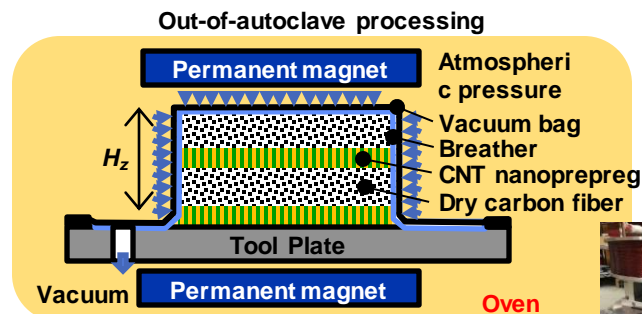 Out-of-autoclave processing
Permanent magnet
Atmospheri
c pressure
Vacuum bag
Breather
CNT nanoprepreg
Dry carbon fiber
Hz
Tool Plate
Vacuum
Permanent magnet
Oven